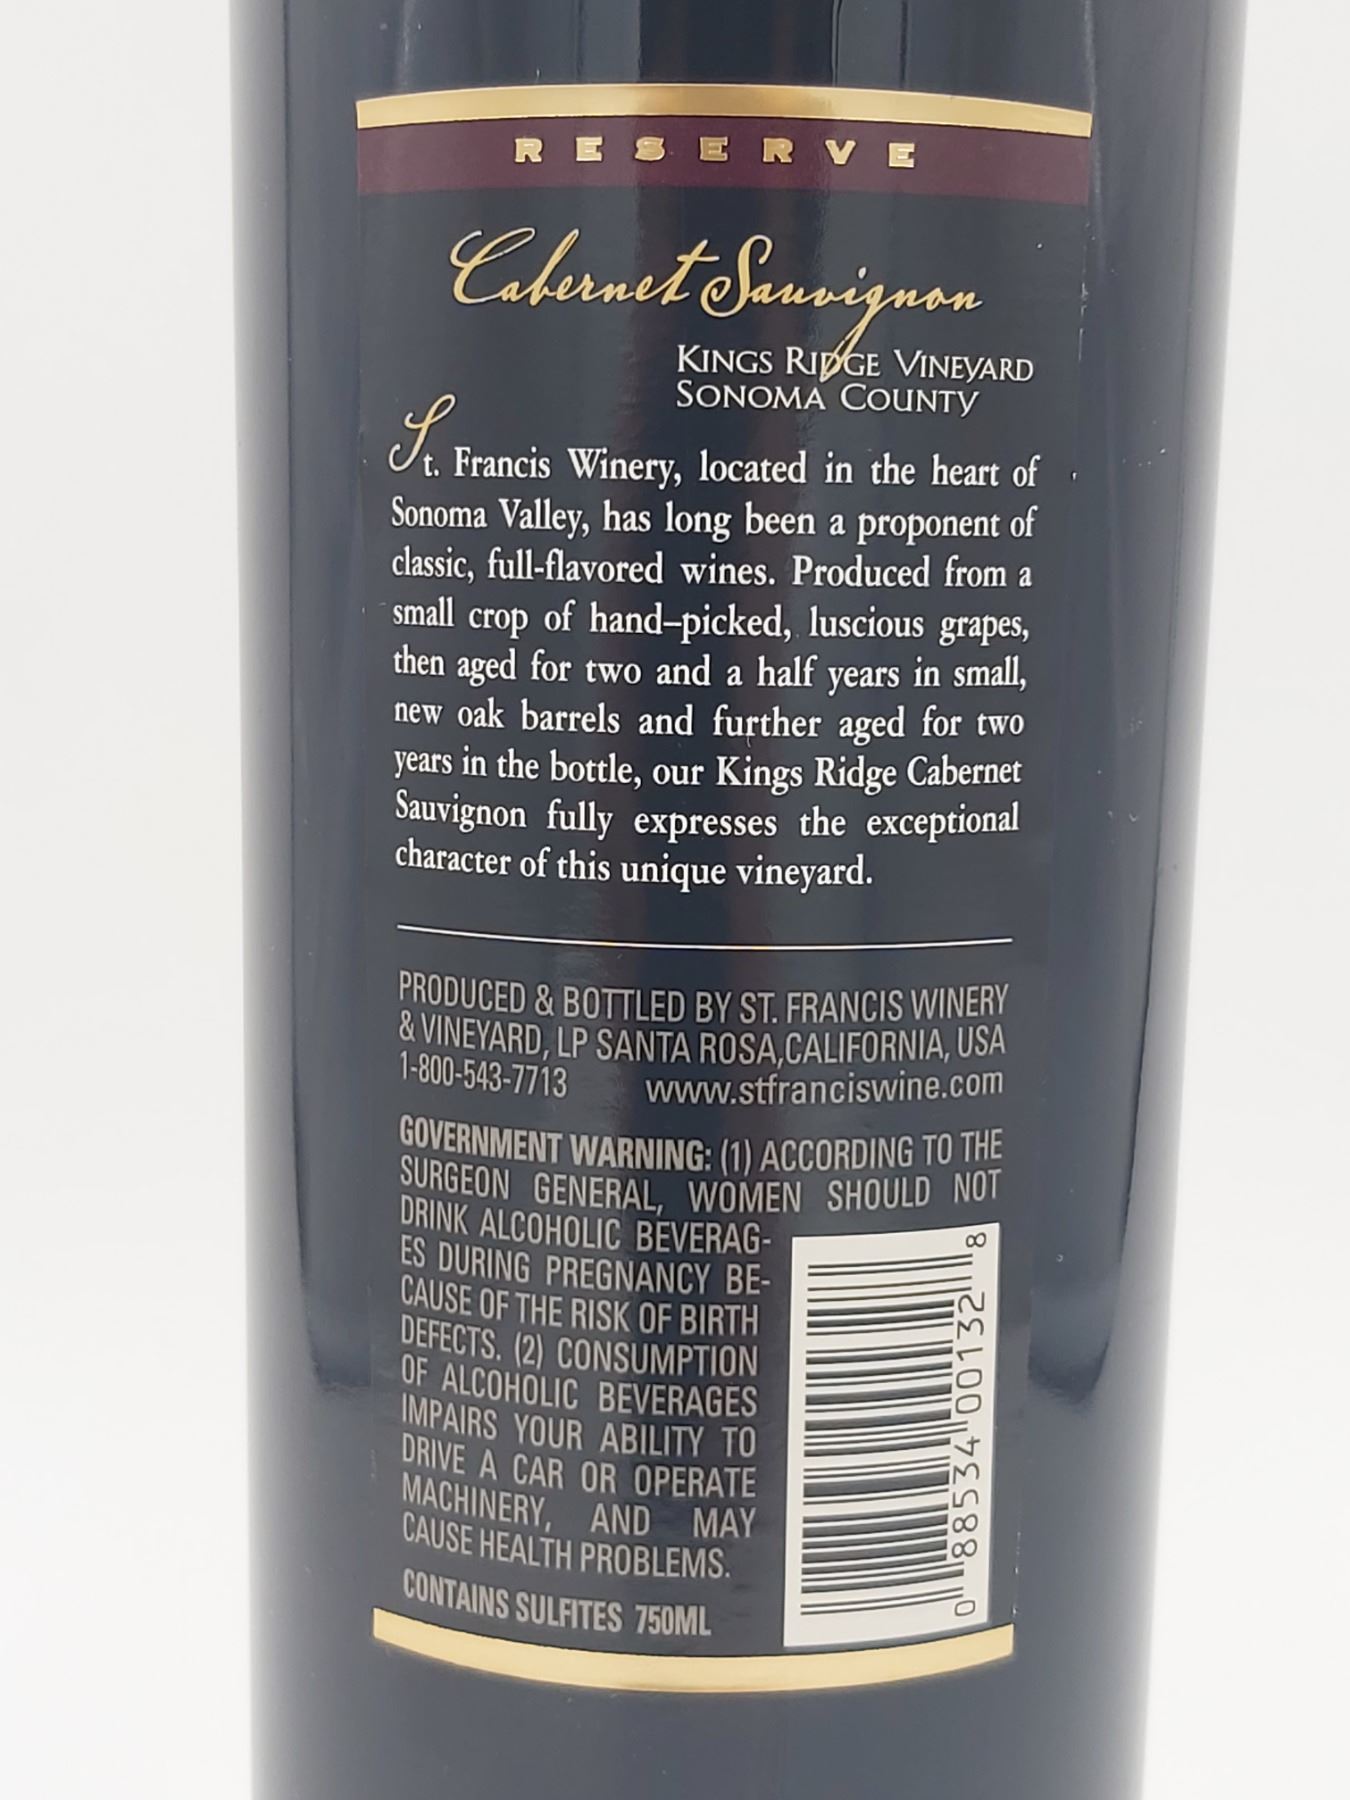 RESERVE
Cabernet Sauvignon
KINGS RIDGE VINEYARD
SONOMA COUNTY
St. Francis Winery, located in the heart of
Sonoma Valley, has long been a proponent of
classic, full-flavored wines. Produced from a
small crop of hand–picked, luscious grapes,
then aged for two and a half years in small,
new oak barrels and further aged for two
years in the bottle, our Kings Ridge Cabernet
Sauvignon fully expresses the exceptional
character of this unique vineyard.
PRODUCED & BOTTLED BY ST. FRANCIS WINERY
& VINEYARD, LP SANTA ROSA,CALIFORNIA, USA
1-800-543-7713 www.stfranciswine.com
GOVERNMENT WARNING: (1) ACCORDING TO THE
SURGEON GENERAL, WOMEN SHOULD NOT
DRINK ALCOHOLIC BEVERAG-
ES DURING PREGNANCY BE-
CAUSE OF THE RISK OF BIRTH
DEFECTS. (2) CONSUMPTION
OF ALCOHOLIC BEVERAGES
IMPAIRS YOUR ABILITY TO
DRIVE A CAR OR OPERATE
MACHINERY, AND MAY
CAUSE HEALTH PROBLEMS.
CONTAINS SULFITES 750ML
0 88534 00132 8